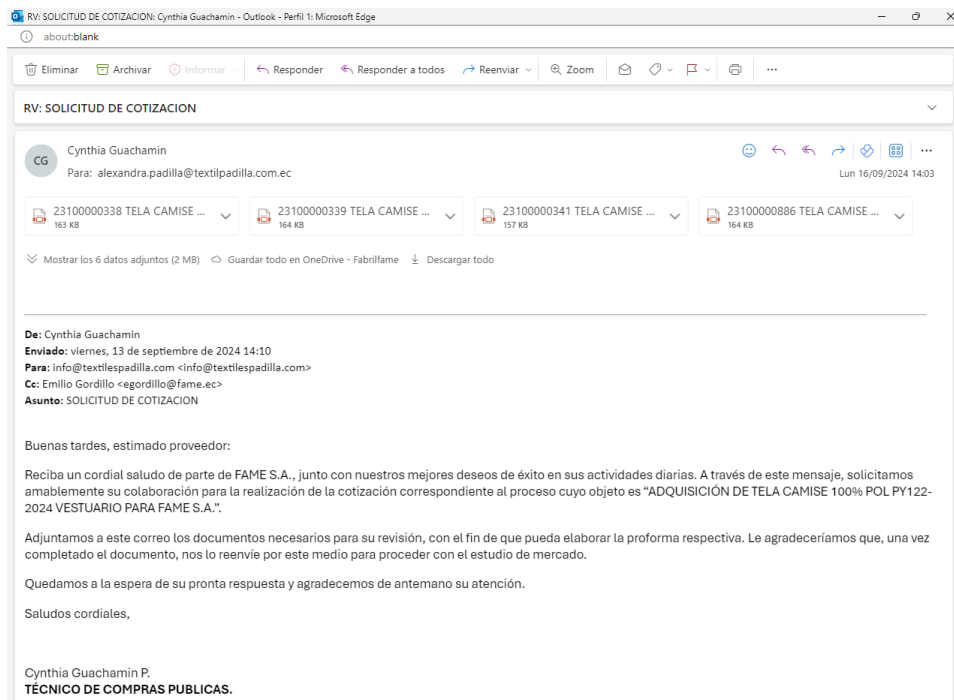 RV: SOLICITUD DE COTIZACION: Cynthia Guachamin - Outlook - Perfil 1: Microsoft Edge
about:blank
Eliminar Archivar Informar Responder Responder a todos Reenviar Zoom
RV: SOLICITUD DE COTIZACION
CG
Cynthia Guachamin
Para: alexandra.padilla@textilpadilla.com.ec
Lun 16/09/2024 14:03
23100000338 TELA CAMISE ...
163 KB
23100000339 TELA CAMISE ...
164 KB
23100000341 TELA CAMISE ...
157 KB
23100000886 TELA CAMISE ...
164 KB
Mostrar los 6 datos adjuntos (2 MB) Guardar todo en OneDrive - Fabrilfame Descargar todo
De: Cynthia Guachamin
Enviado: viernes, 13 de septiembre de 2024 14:10
Para: info@textilespadilla.com <info@textilespadilla.com>
Cc: Emilio Gordillo <egordillo@fame.ec>
Asunto: SOLICITUD DE COTIZACION
Buenas tardes, estimado proveedor:
Reciba un cordial saludo de parte de FAME S.A., junto con nuestros mejores deseos de éxito en sus actividades diarias. A través de este mensaje, solicitamos
amablemente su colaboración para la realización de la cotización correspondiente al proceso cuyo objeto es “ADQUISICIÓN DE TELA CAMISE 100% POL PY122-
2024 VESTUARIO PARA FAME S.A.”.
Adjuntamos a este correo los documentos necesarios para su revisión, con el fin de que pueda elaborar la proforma respectiva. Le agradeceríamos que, una vez
completado el documento, nos lo reenvíe por este medio para proceder con el estudio de mercado.
Quedamos a la espera de su pronta respuesta y agradecemos de antemano su atención.
Saludos cordiales,
Cynthia Guachamin P.
TÉCNICO DE COMPRAS PUBLICAS.